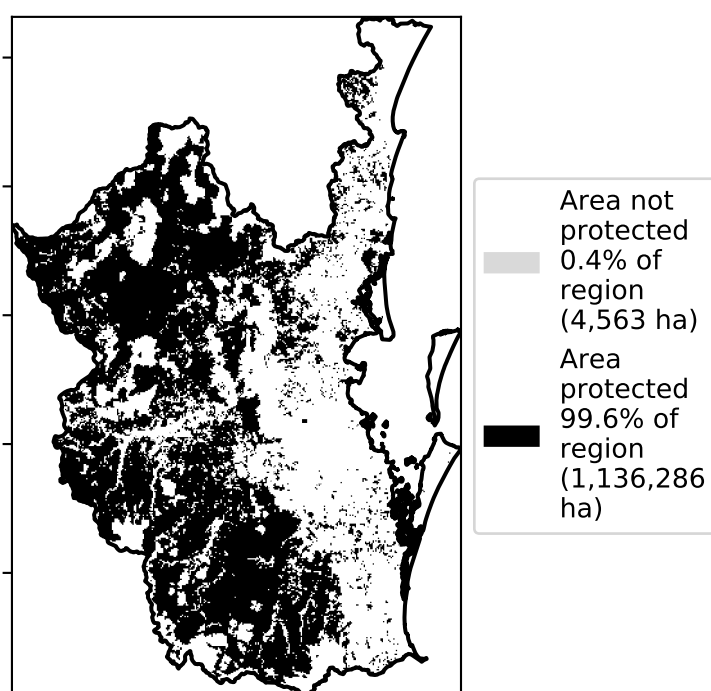 Area not
protected
0.4% of
region
(4,563 ha)
Area
protected
99.6% of
region
(1,136,286
ha)